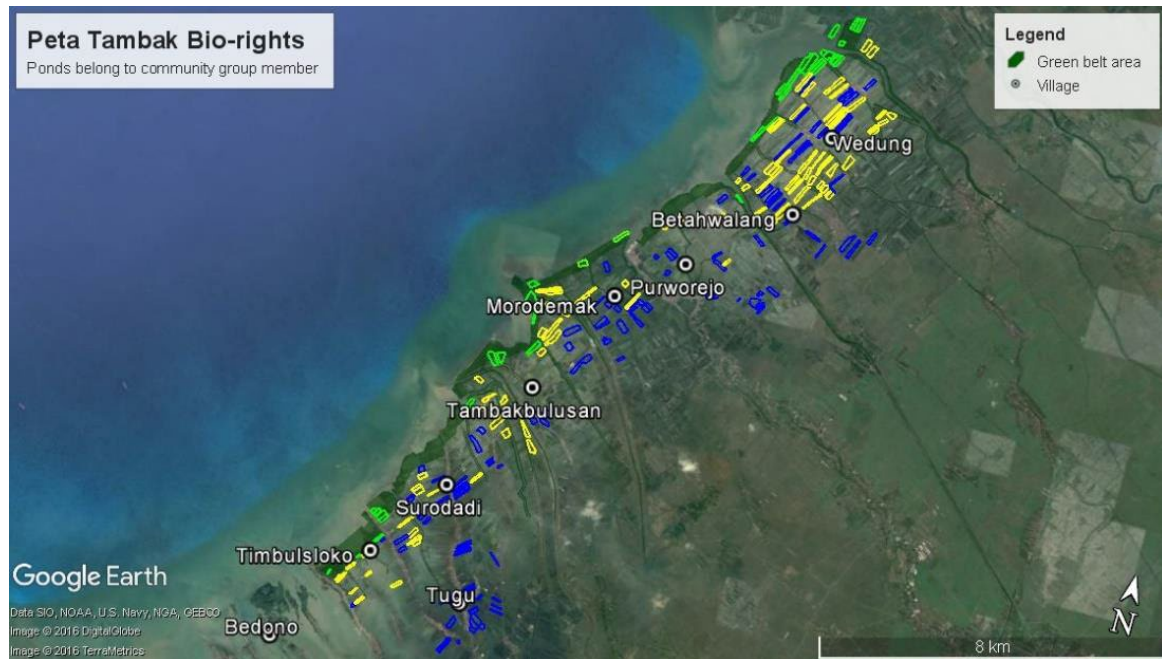 Peta Tambak Bio-rights
Ponds belong to community group member
Legend
Green belt area
Village
Wedung
Betahwalang
Purworejo
Morodemak
Tambakbulusan
Surodadi
Timbulsloko
Tugu
Bedono
Google Earth
Data SIO, NOAA, U.S. Navy, NGA, GEBCO
Image © 2016 DigitalGlobe
Image © 2016 TerraMetrics
N
8 km